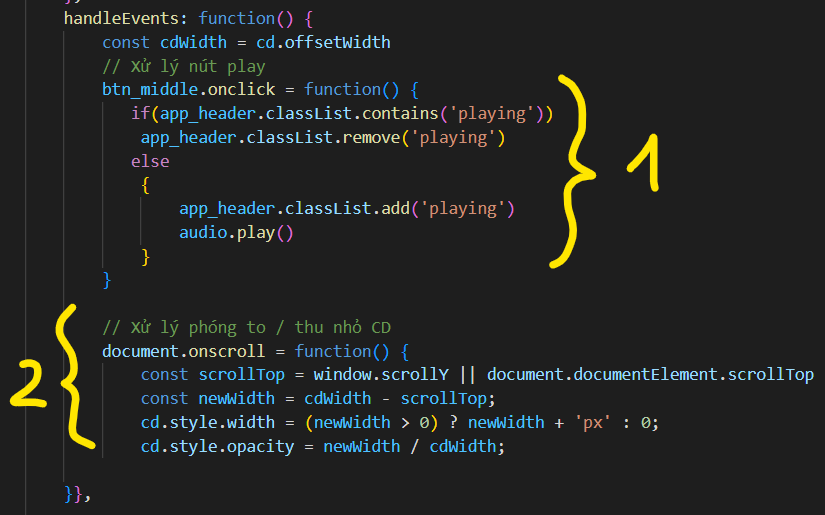 handleEvents: function() {
const cdWidth = cd.offsetWidth
// Xử lý nút play
btn_middle.onclick = function() {
if(app_header.classList.contains('playing'))
app_header.classList.remove('playing')
else
{
app_header.classList.add('playing')
audio.play()
}
}
1
// Xử lý phóng to / thu nhỏ CD
document.onscroll = function() {
const scrollTop = window.scrollY || document.documentElement.scrollTop
const newWidth = cdWidth - scrollTop;
cd.style.width = (newWidth > 0) ? newWidth + 'px' : 0;
cd.style.opacity = newWidth / cdWidth;
2
}},